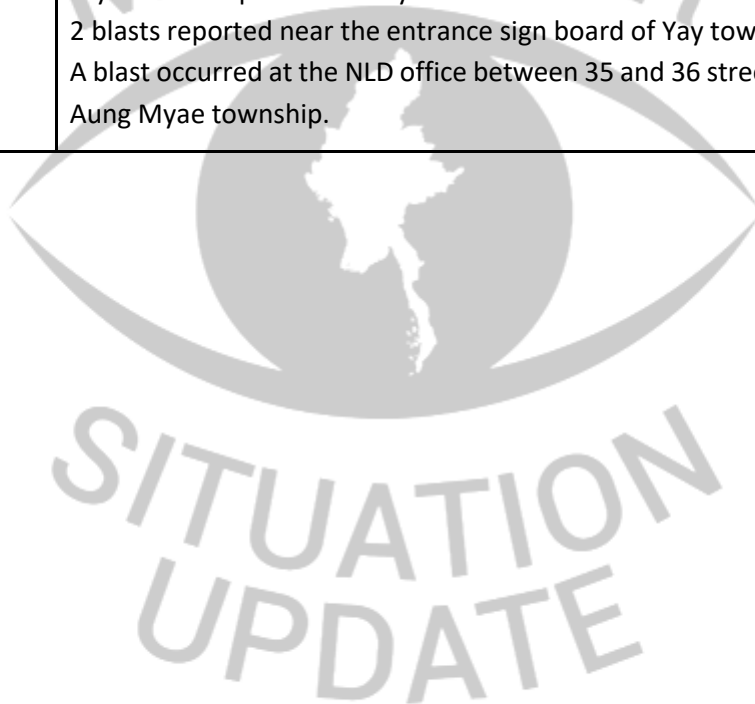 2 blasts reported near the entrance sign board of Yay tow
A blast occurred at the NLD office between 35 and 36 stre
Aung Myae township.
SITUATION
UPDATE